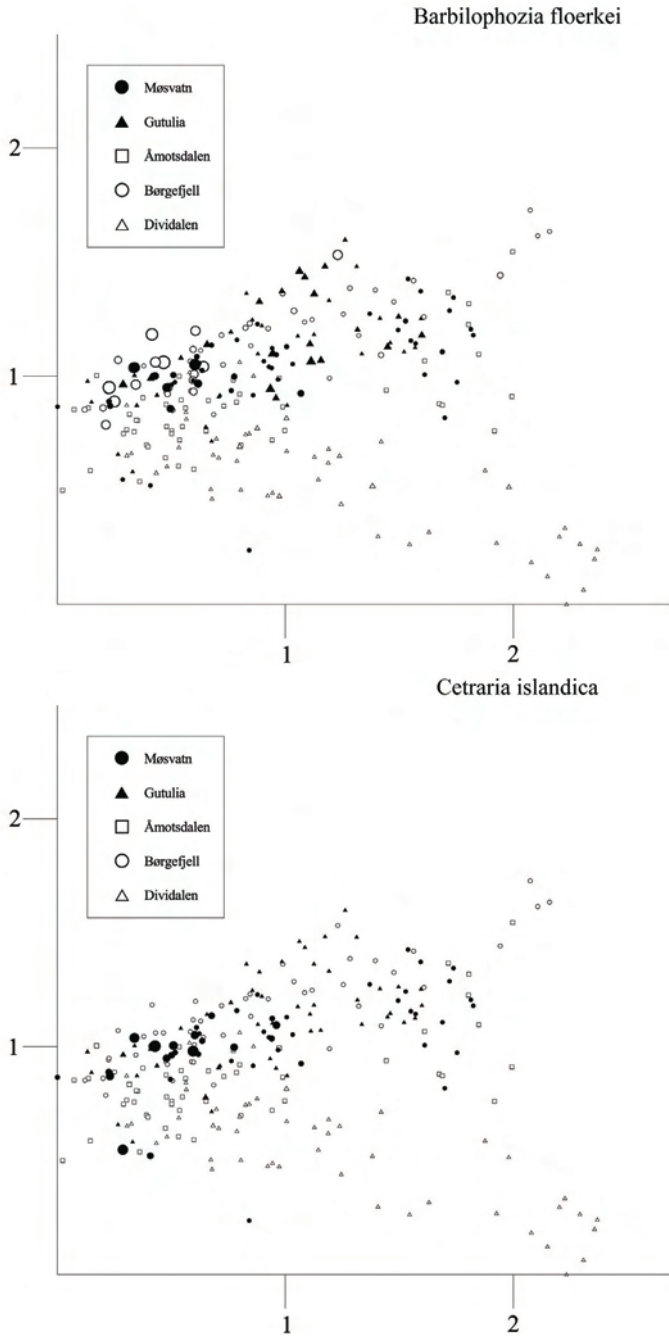 Barbilophozia floerkei
Møsvatn
Gutulia
Åmotsdalen
Børgefjell
Dividalen
2
1
1
2
Cetraria islandica
Møsvatn
Gutulia
Åmotsdalen
Børgefjell
Dividalen
2
1
1
2